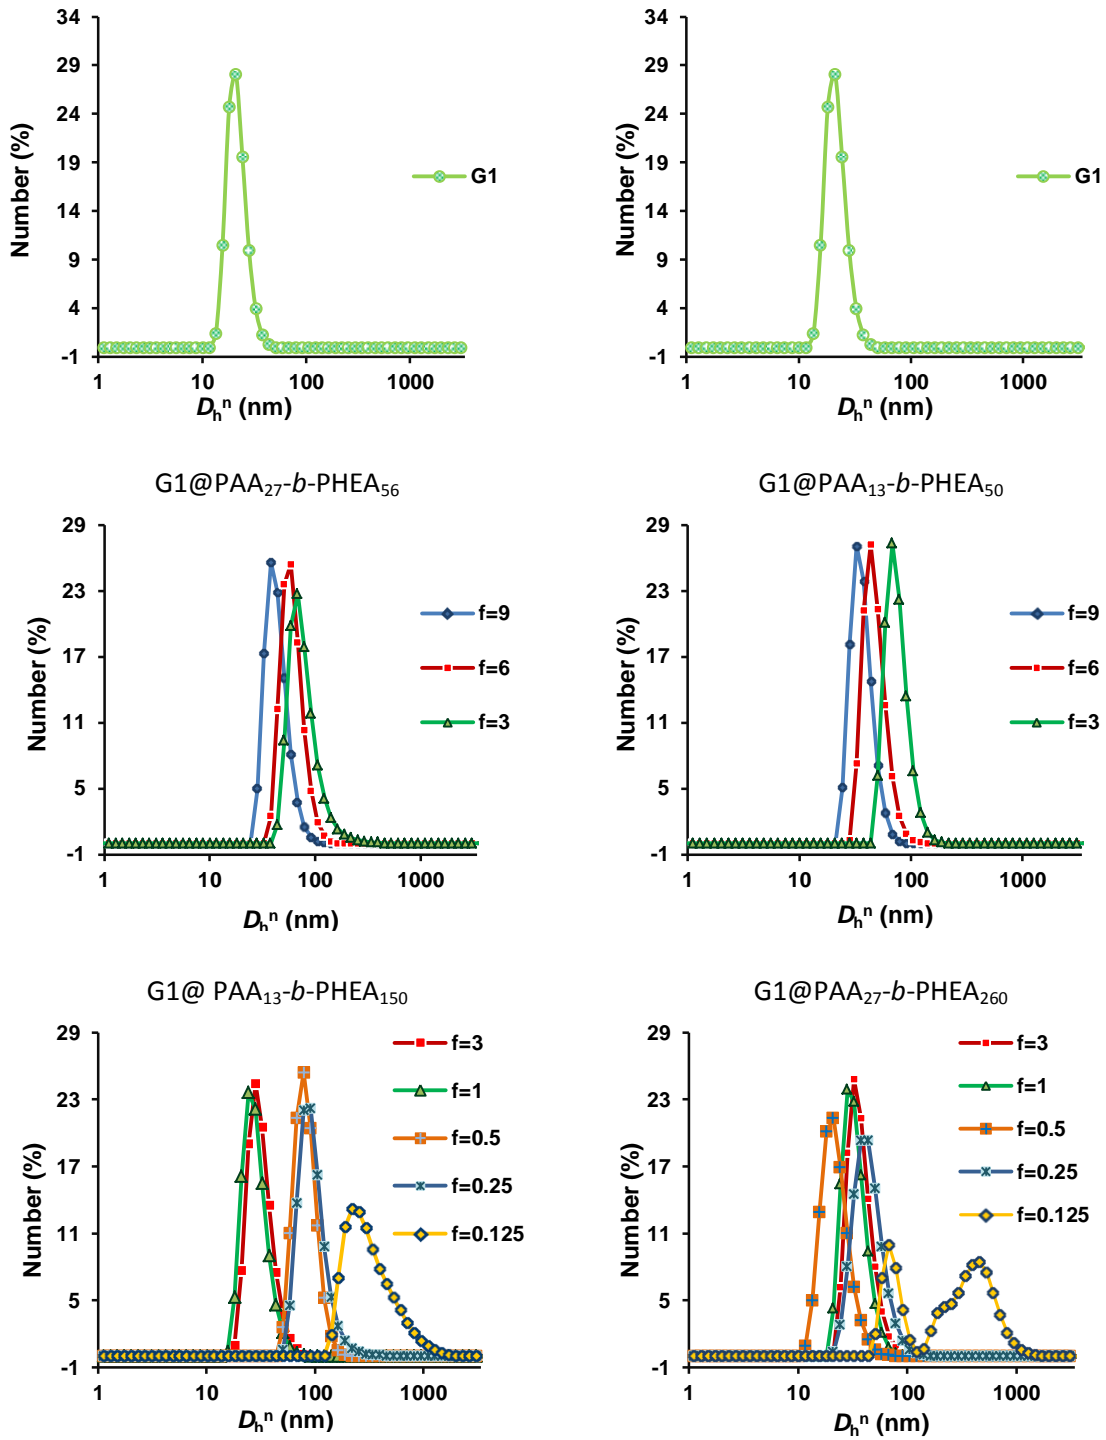 34
29
24
19
14
9
4
-1
Number (%)
1 10 100 1000
Dₕⁿ (nm)
G1
34
29
24
19
14
9
4
-1
Number (%)
1 10 100 1000
Dₕⁿ (nm)
G1
G1@PAA₂₇-b-PHEA₅₆
29
23
17
11
5
-1
Number (%)
1 10 100 1000
Dₕⁿ (nm)
f=9
f=6
f=3
G1@PAA₁₃-b-PHEA₅₀
29
23
17
11
5
-1
Number (%)
1 10 100 1000
Dₕⁿ (nm)
f=9
f=6
f=3
G1@ PAA₁₃-b-PHEA₁₅₀
29
23
17
11
5
-1
Number (%)
1 10 100 1000
Dₕⁿ (nm)
f=3
f=1
f=0.5
f=0.25
f=0.125
G1@PAA₂₇-b-PHEA₂₆₀
29
23
17
11
5
-1
Number (%)
1 10 100 1000
Dₕⁿ (nm)
f=3
f=1
f=0.5
f=0.25
f=0.125